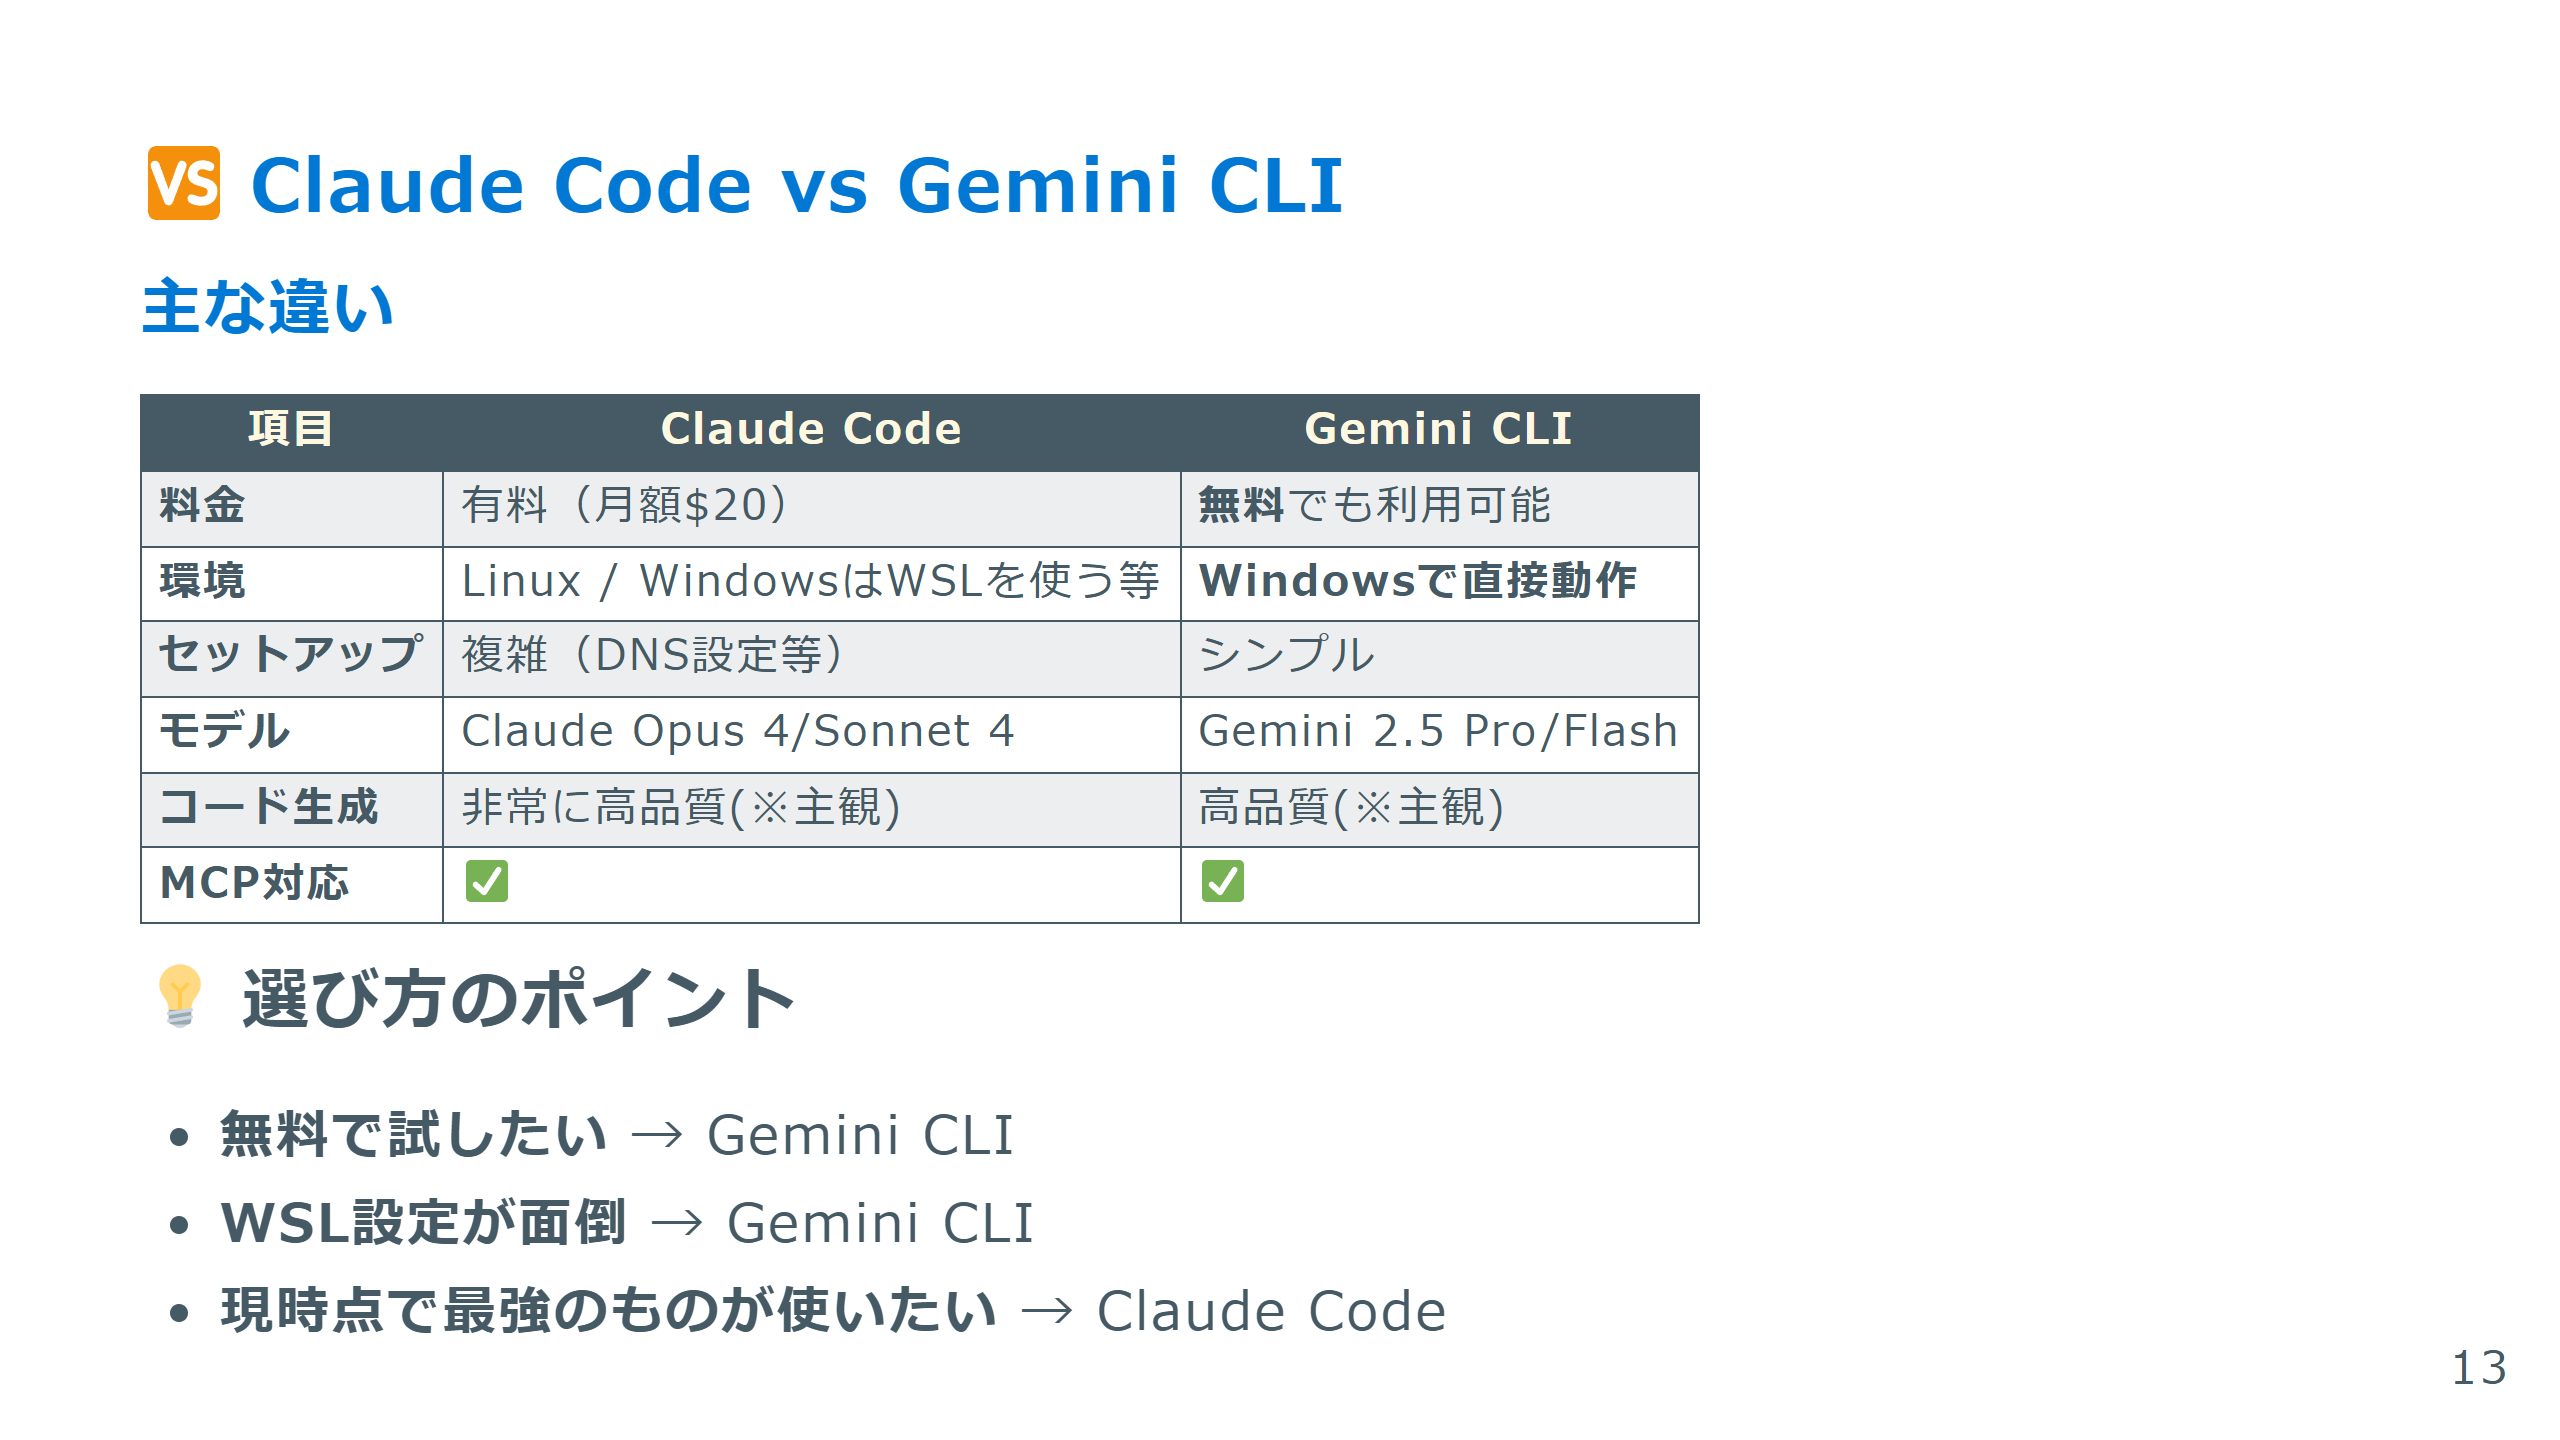 🆚 Claude Code vs Gemini CLI
主な違い
項目 Claude Code Gemini CLI
料金 有料（月額$20） 無料でも利用可能
環境 Linux / WindowsはWSLを使う等 Windowsで直接動作
セットアップ 複雑（DNS設定等） シンプル
モデル Claude Opus 4/Sonnet 4 Gemini 2.5 Pro/Flash
コード生成 非常に高品質(※主観) 高品質(※主観)
MCP対応 ✅ ✅
💡 選び方のポイント
• 無料で試したい → Gemini CLI
• WSL設定が面倒 → Gemini CLI
• 現時点で最強のものが使いたい → Claude Code
13